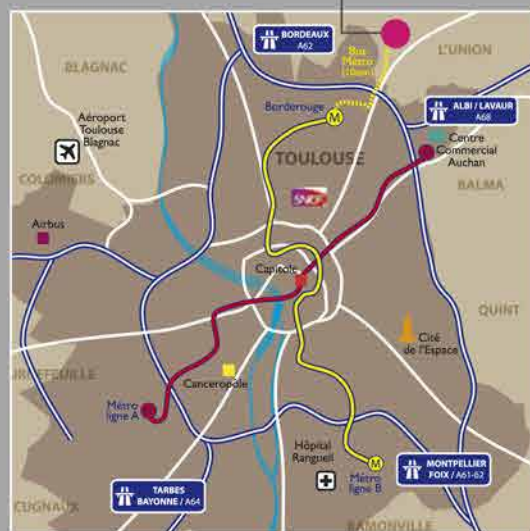 BORDEAUX
A62
L'UNION
Bus
Métro
BLAGNAC
Borderouge
M
ALBI / LAVAUR
A68
Aéroport
Toulouse
Blagnac
TOULOUSE
Centre
Commercial
Auchan
COLOMIERS
SNCF
BALMA
Airbus
Capitole
QUINT
Cité
de l'Espace
Canceropole
Métro
ligne A
Hôpital
Rangueil
M
Métro
ligne B
MONTPELLIER
FOIX / A61-62
TARBES
BAYONNE / A64
CUGNAUX
RAMONVILLE